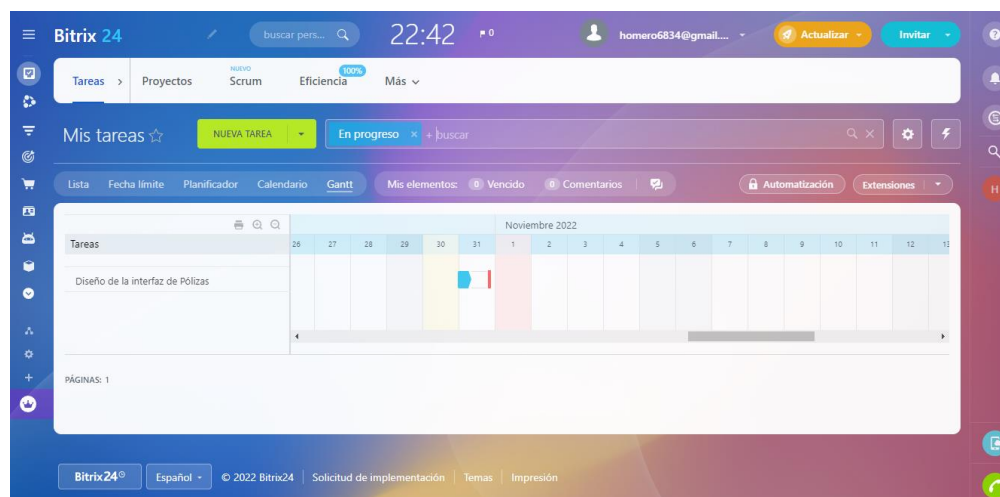 Bitrix 24
buscar pers...
22:42
0
homero6834@gmail....
Actualizar
Invitar
Tareas
Proyectos
NUEVO
Scrum
Eficiencia
100%
Más
Mis tareas
NUEVA TAREA
En progreso × + buscar
Lista Fecha límite Planificador Calendario Gantt
Mis elementos: 0 Vencido 0 Comentarios
Automatización
Extensiones
Noviembre 2022
Tareas
26 27 28 29 30 31 1 2 3 4 5 6 7 8 9 10 11 12 13
Diseño de la interfaz de Pólizas
PÁGINAS: 1
H
Bitrix24
Español
© 2022 Bitrix24 Solicitud de implementación Temas Impresión